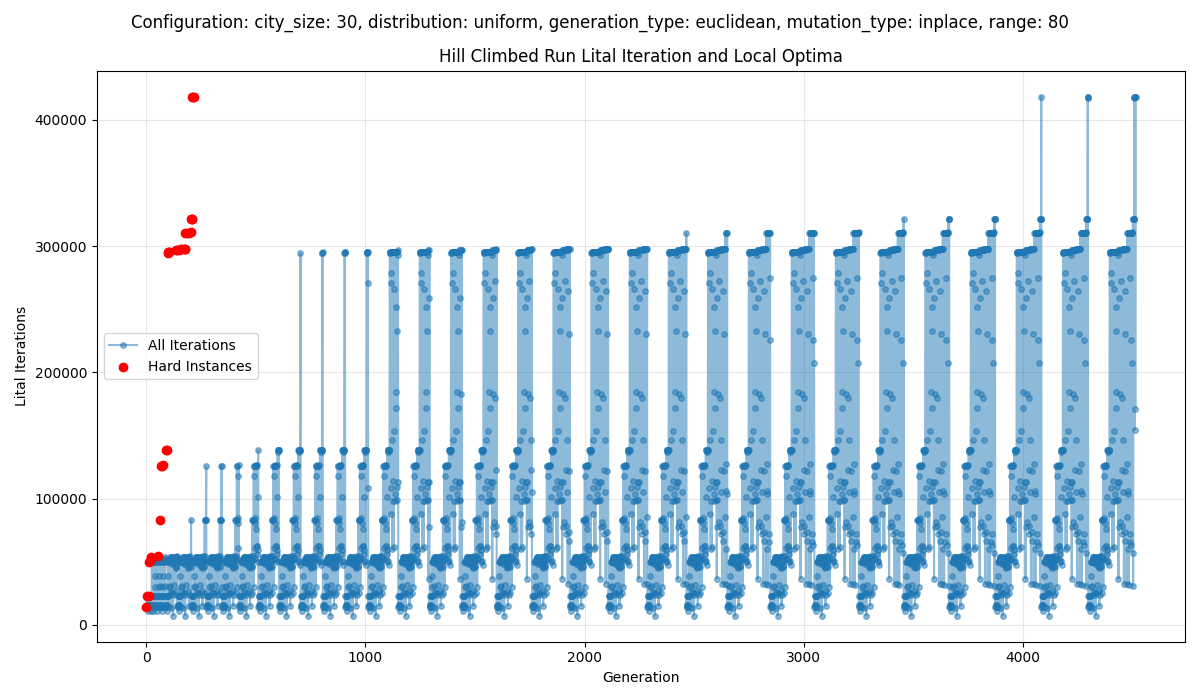 Configuration: city_size: 30, distribution: uniform, generation_type: euclidean, mutation_type: inplace, range: 80
Hill Climbed Run Lital Iteration and Local Optima
400000
300000
200000
100000
0
Lital Iterations
All Iterations
Hard Instances
0 1000 2000 3000 4000
Generation